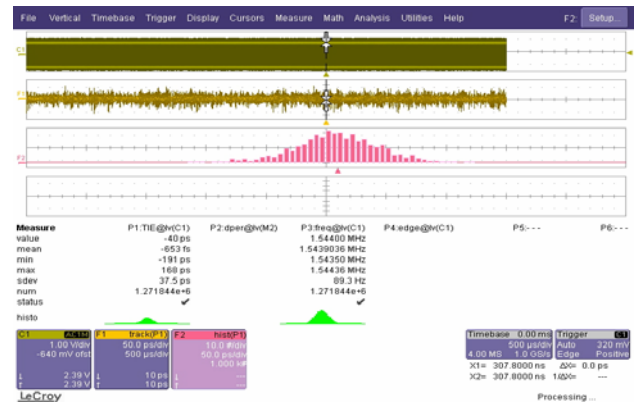 File Vertical Timebase Trigger Display Cursors Measure Math Analysis Utilities Help F2: Setup...
C1
F1
F2
Measure P1:TIE@lv(C1) P2:dper@lv(M2) P3:freq@lv(C1) P4:edge@lv(C1) P5:- - - P6:- - -
value -40 ps 1.54400 MHz
mean -653 fs 1.5439036 MHz
min -191 ps 1.54350 MHz
max 168 ps 1.54436 MHz
sdev 37.5 ps 89.3 Hz
num 1.271844e+6 1.271844e+6
status ✓ ✓
histo
C1 AC1M F1 track(P1) F2 hist(P1) Timebase 0.00 ms Trigger C1
1.00 V/div 50.0 ps/div 10.0 #/div 500 µs/div Auto 320 mV
-640 mV ofst 500 µs/div 50.0 ps/div 4.00 MS 1.0 GS/s Edge Positive
1.000 k#
2.39 V 10 ps ---
2.39 V 10 ps ---
X1= 307.8000 ns ΔX= 0.0 ps
X2= 307.8000 ns 1/ΔX= ---
LeCroy Processing...